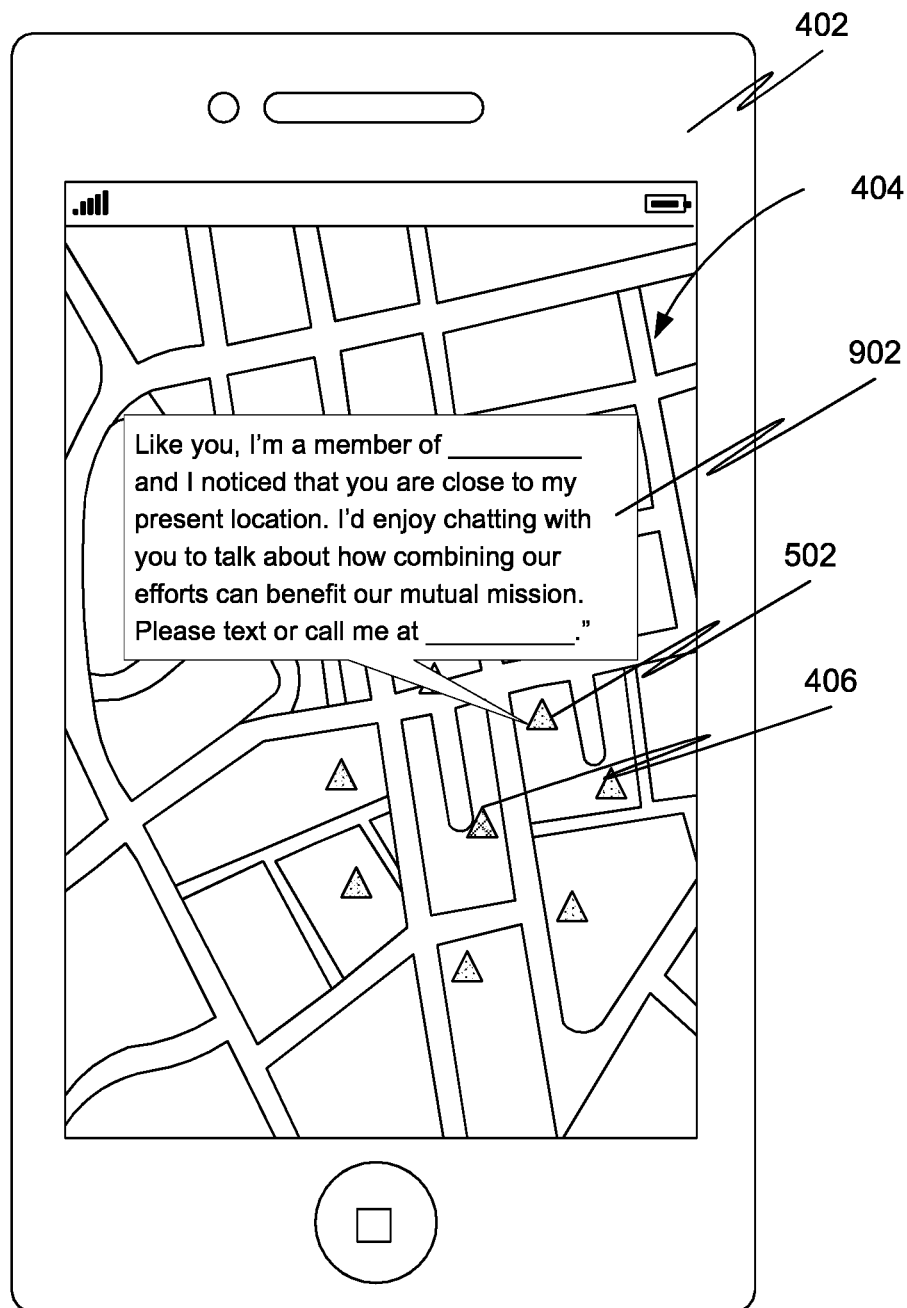 402
404
902
Like you, I'm a member of __________
and I noticed that you are close to my
present location. I'd enjoy chatting with
you to talk about how combining our
efforts can benefit our mutual mission.
Please text or call me at ___________."
502
406